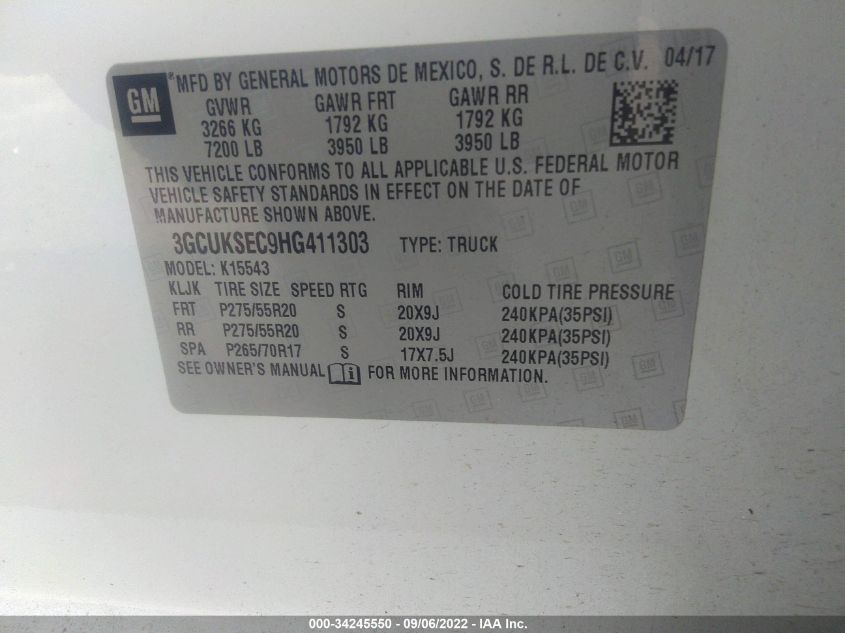 GM ® MFD BY GENERAL MOTORS DE MEXICO, S. DE R.L. DE C.V. 04/17
GVWR GAWR FRT GAWR RR
3266 KG 1792 KG 1792 KG
7200 LB 3950 LB 3950 LB
THIS VEHICLE CONFORMS TO ALL APPLICABLE U.S. FEDERAL MOTOR
VEHICLE SAFETY STANDARDS IN EFFECT ON THE DATE OF
MANUFACTURE SHOWN ABOVE.
3GCUKSEC9HG411303 TYPE: TRUCK
MODEL: K15543
KLJK TIRE SIZE SPEED RTG RIM COLD TIRE PRESSURE
FRT P275/55R20 S 20X9J 240KPA(35PSI)
RR P275/55R20 S 20X9J 240KPA(35PSI)
SPA P265/70R17 S 17X7.5J 240KPA(35PSI)
SEE OWNER'S MANUAL i FOR MORE INFORMATION.
000-34245550 - 09/06/2022 - IAA Inc.